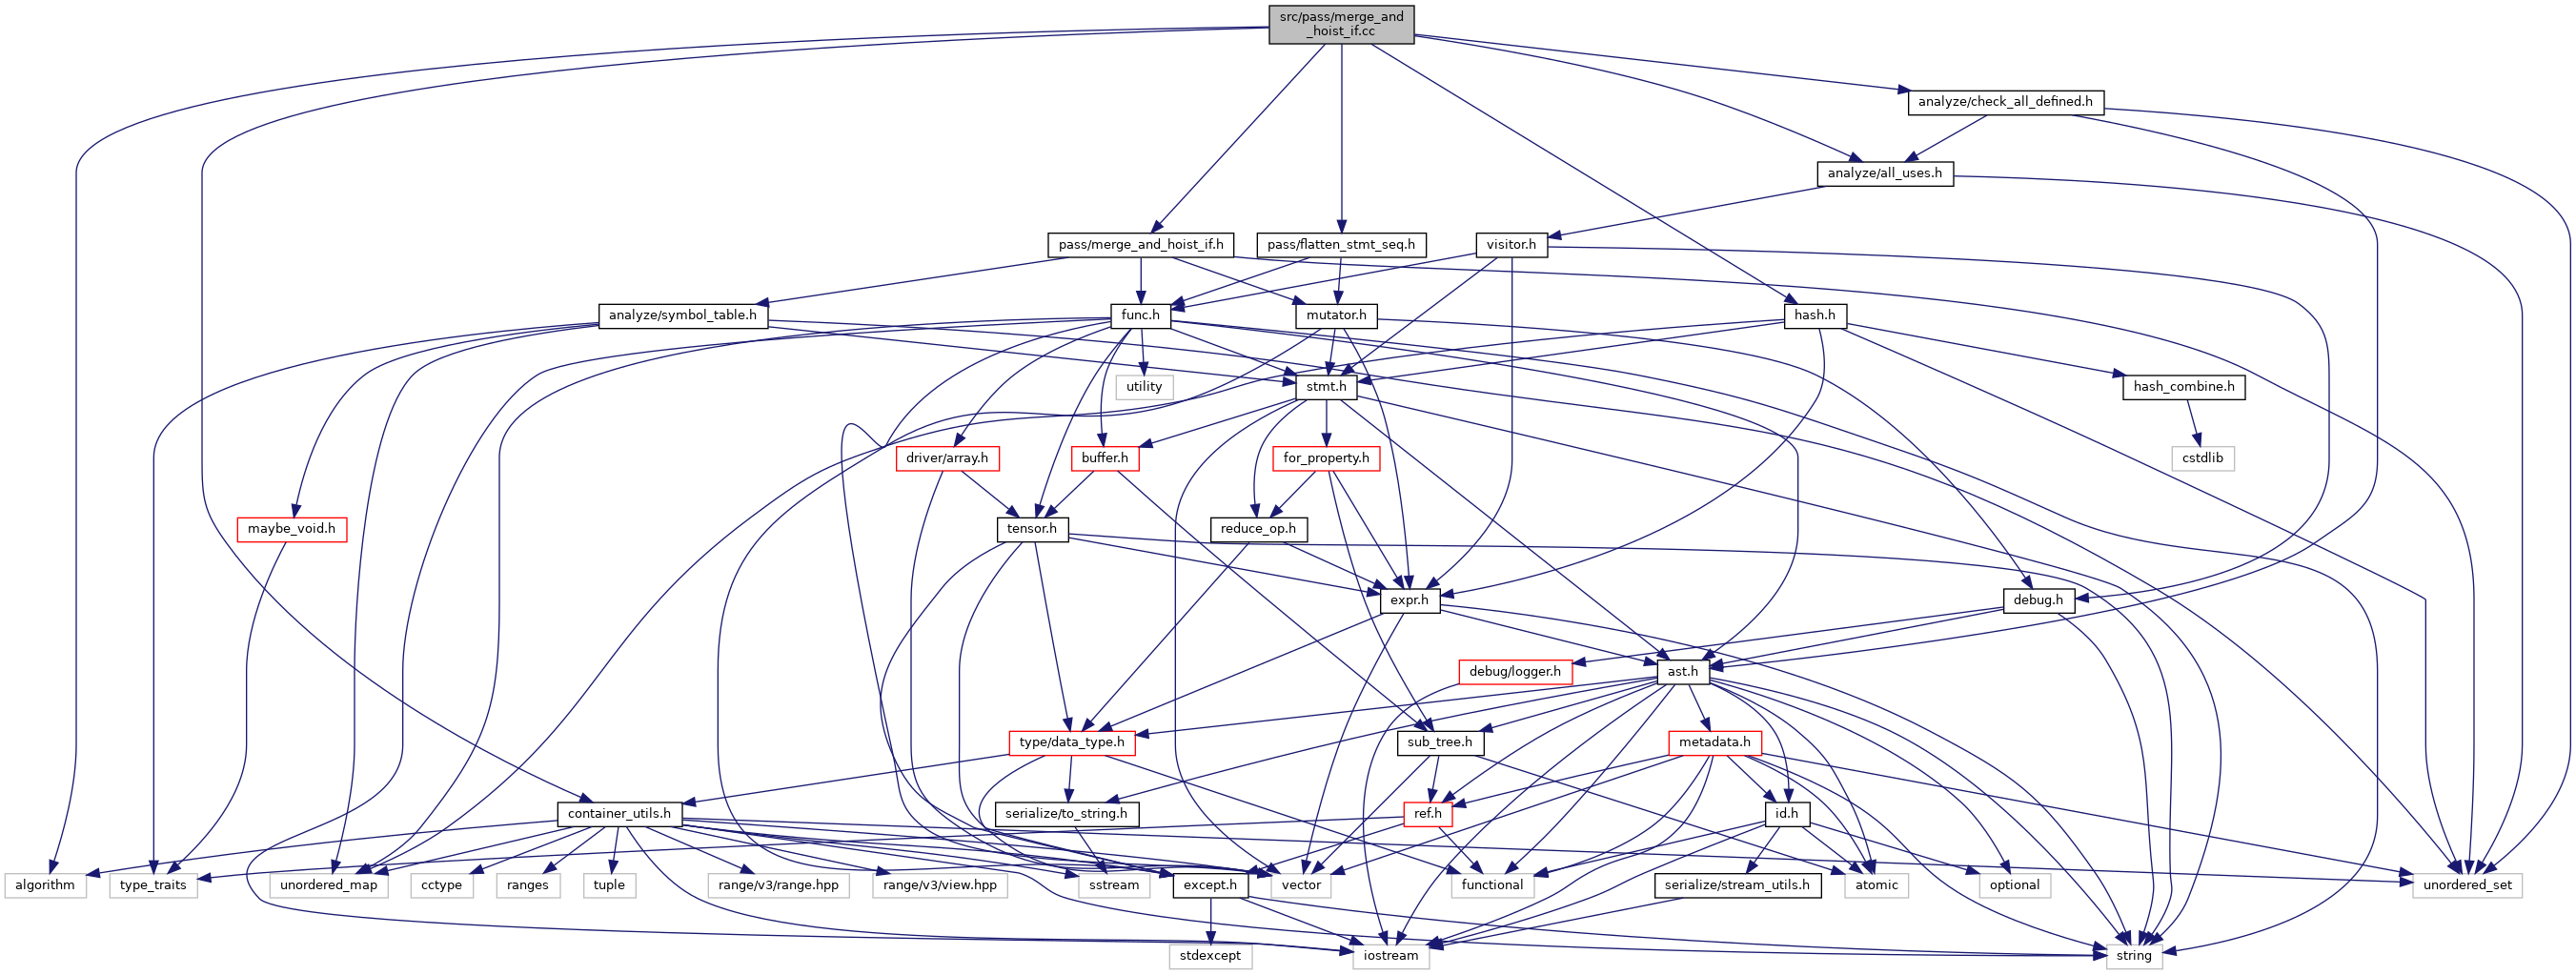 src/pass/merge_and
_hoist_if.cc
analyze/check_all_defined.h
analyze/all_uses.h
pass/merge_and_hoist_if.h
pass/flatten_stmt_seq.h
visitor.h
analyze/symbol_table.h
func.h
mutator.h
hash.h
utility
stmt.h
hash_combine.h
driver/array.h
buffer.h
for_property.h
cstdlib
maybe_void.h
tensor.h
reduce_op.h
expr.h
debug.h
debug/logger.h
ast.h
type/data_type.h
sub_tree.h
metadata.h
container_utils.h
serialize/to_string.h
ref.h
id.h
algorithm
type_traits
unordered_map
cctype
ranges
tuple
range/v3/range.hpp
range/v3/view.hpp
sstream
except.h
vector
functional
serialize/stream_utils.h
atomic
optional
unordered_set
stdexcept
iostream
string